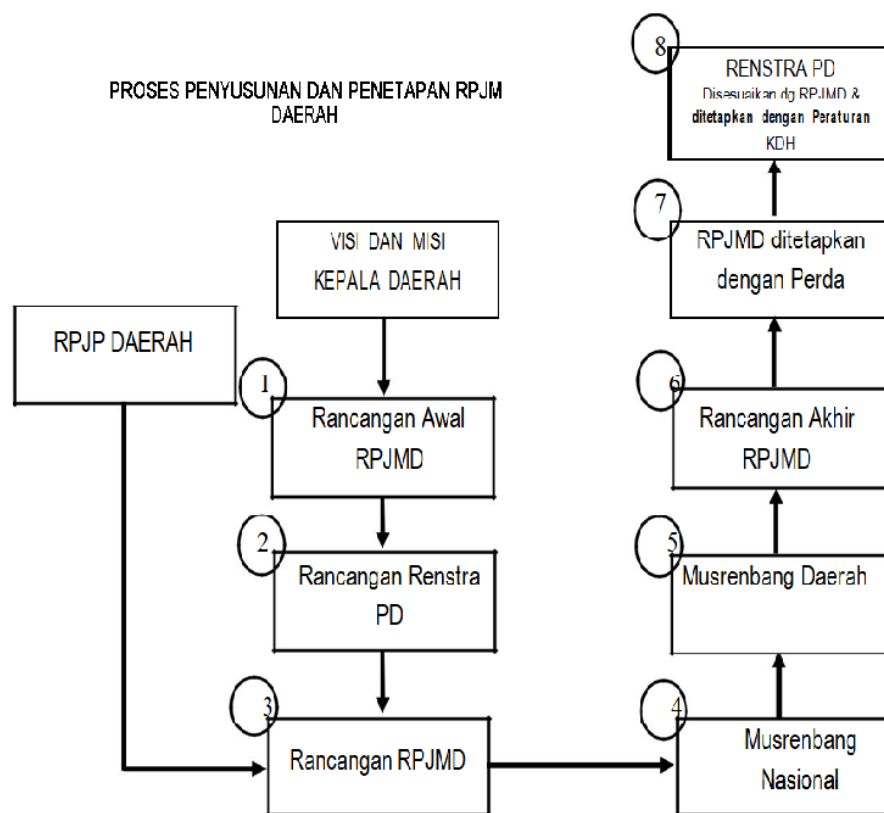 PROSES PENYUSUNAN DAN PENETAPAN RPJM
DAERAH
VISI DAN MISI
KEPALA DAERAH
RPJP DAERAH
1
Rancangan Awal
RPJMD
2
Rancangan Renstra
PD
3
Rancangan RPJMD
4
Musrenbang
Nasional
5
Musrenbang Daerah
6
Rancangan Akhir
RPJMD
7
RPJMD ditetapkan
dengan Perda
8
RENSTRA PD
Disesuaikan dg RPJMD &
ditetapkan dengan Peraturan
KDH